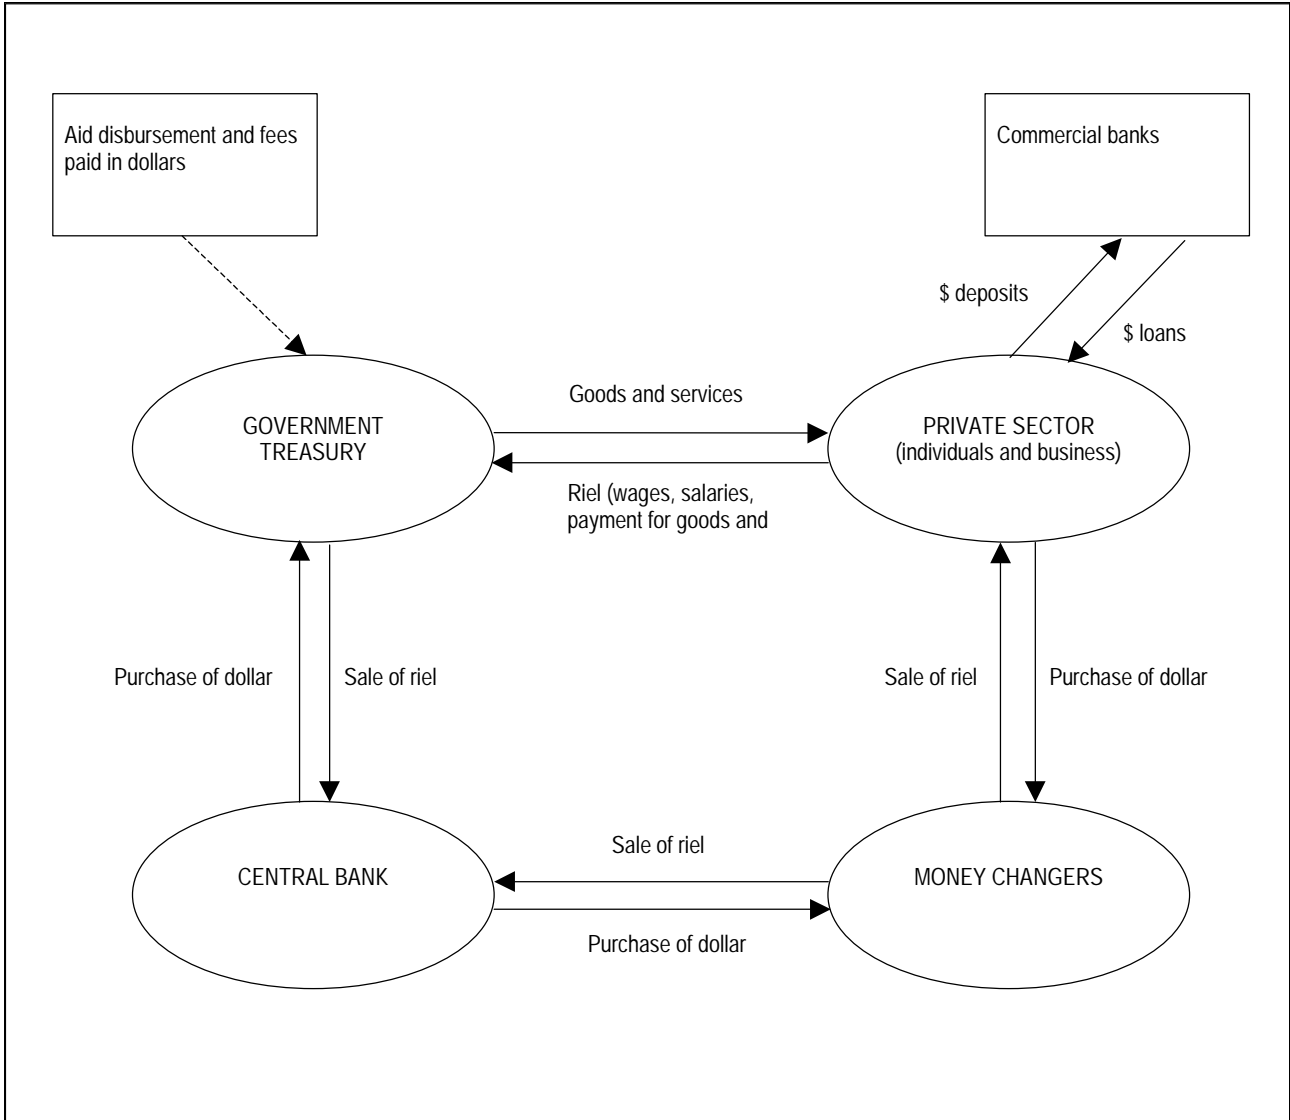 Aid disbursement and fees
paid in dollars
Commercial banks
$ deposits
$ loans
GOVERNMENT
TREASURY
Goods and services
PRIVATE SECTOR
(individuals and business)
Riel (wages, salaries,
payment for goods and
Purchase of dollar
Sale of riel
Sale of riel
Purchase of dollar
CENTRAL BANK
Sale of riel
MONEY CHANGERS
Purchase of dollar